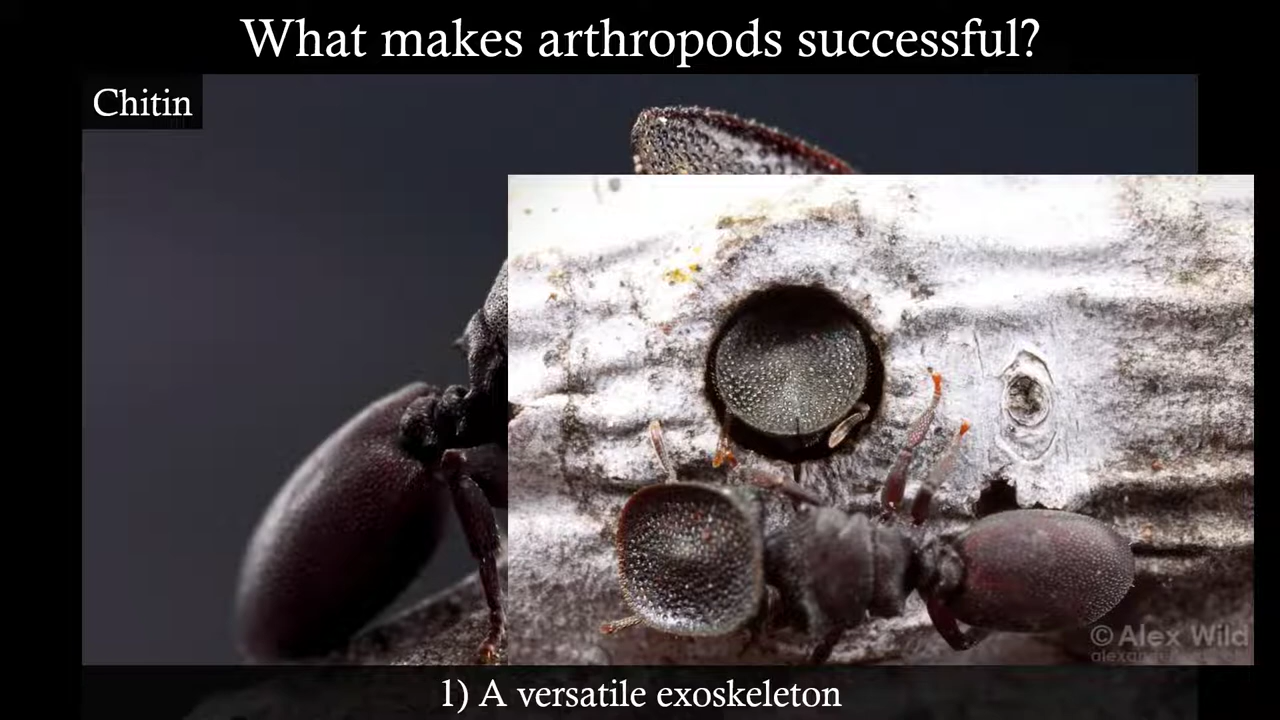 What makes arthropods successful?
Chitin
© Alex Wild
1) A versatile exoskeleton